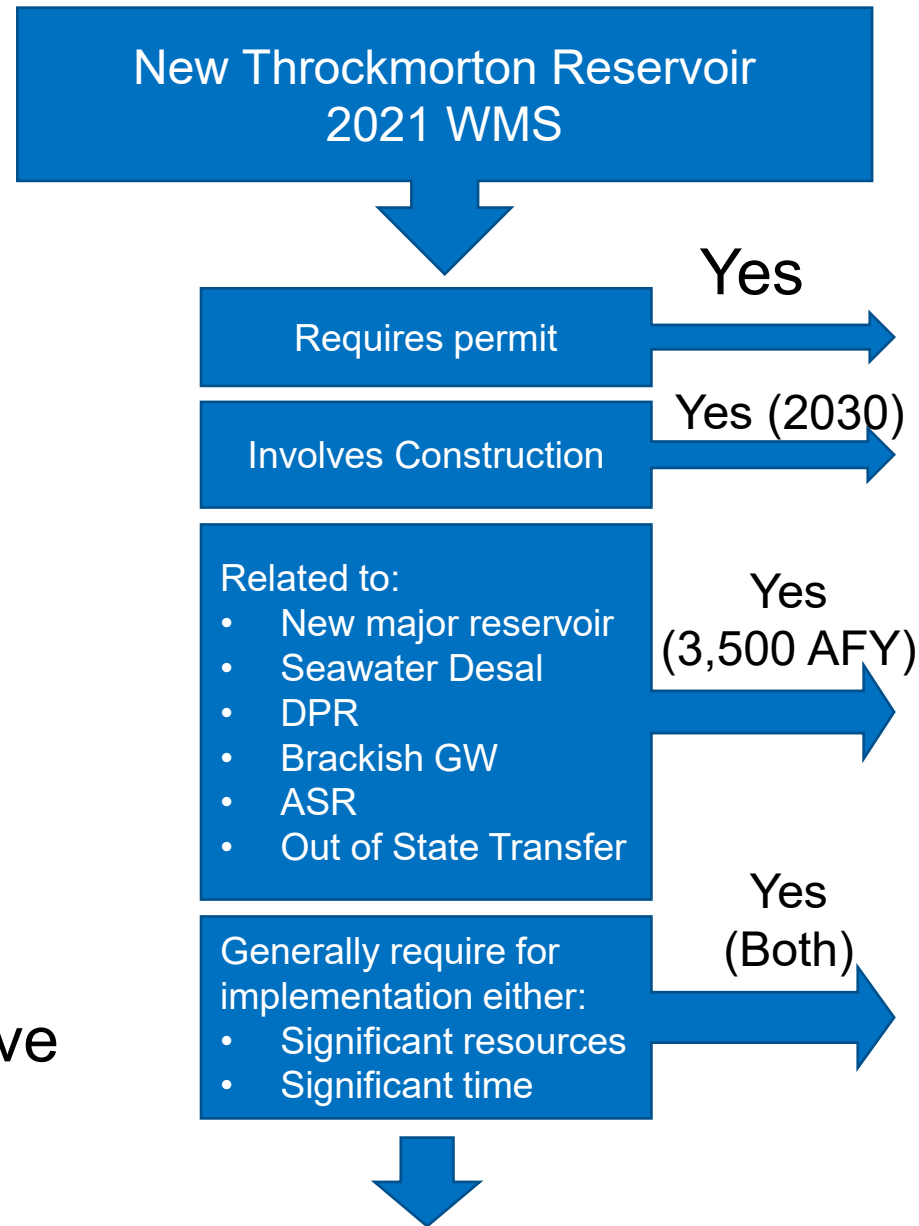 New Throckmorton Reservoir
2021 WMS
Yes
Requires permit
Yes (2030)
Involves Construction
Related to:
• New major reservoir
• Seawater Desal
• DPR
• Brackish GW
• ASR
• Out of State Transfer
Yes
(3,500 AFY)
Generally require for
implementation either:
• Significant resources
• Significant time
Yes
(Both)
ve